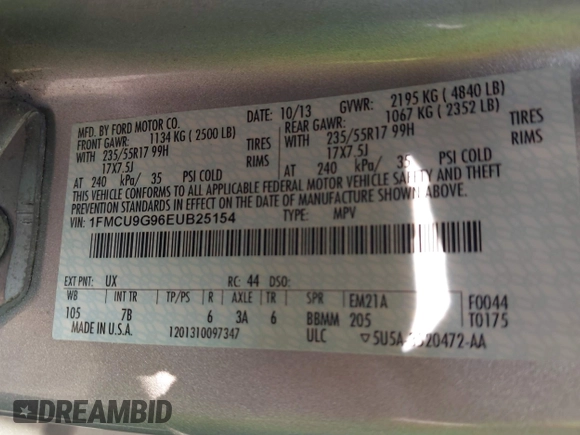 MFD. BY FORD MOTOR CO.
DATE: 10/13 GVWR: 2195 KG ( 4840 LB)
FRONT GAWR: 1134 KG ( 2500 LB)
REAR GAWR: 1067 KG ( 2352 LB)
WITH 235/55R17 99H TIRES
WITH 235/55R17 99H TIRES
17X7.5J RIMS
17X7.5J RIMS
AT 240 kPa/ 35 PSI COLD
AT 240 kPa/ 35 PSI COLD
THIS VEHICLE CONFORMS TO ALL APPLICABLE FEDERAL MOTOR VEHICLE SAFETY AND THEFT
PREVENTION STANDARDS IN EFFECT ON THE DATE OF MANUFACTURE SHOWN ABOVE.
VIN: 1FMCU9G96EUB25154 TYPE: MPV
EXT PNT: UX RC: 44 DSO:
WB INT TR TP/PS R AXLE TR SPR EM21A F0044
105 7B 6 3A 6 BBMM 205 T0175
MADE IN U.S.A. 1201310097347 ULC 5U5A-
20472-AA
DREAMBID